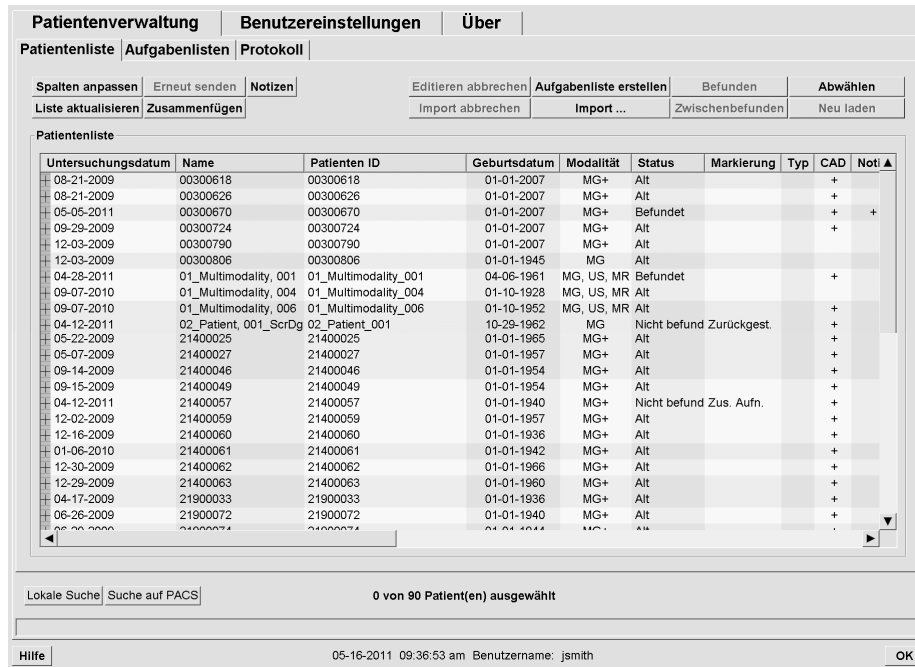 Patientenverwaltung Benutzereinstellungen Über
Patientenliste Aufgabenlisten Protokoll
Spalten anpassen Erneut senden Notizen Editieren abbrechen Aufgabenliste erstellen Befunden Abwählen
Liste aktualisieren Zusammenfügen Import abbrechen Import ... Zwischenbefunden Neu laden
Patientenliste
Untersuchungsdatum Name Patienten ID Geburtsdatum Modalität Status Markierung Typ CAD Noti
08-21-2009 00300618 00300618 01-01-2007 MG+ Alt +
08-21-2009 00300626 00300626 01-01-2007 MG+ Alt +
05-05-2011 00300670 00300670 01-01-2007 MG+ Befundet + +
09-29-2009 00300724 00300724 01-01-2007 MG+ Alt +
12-03-2009 00300790 00300790 01-01-2007 MG+ Alt
12-03-2009 00300806 00300806 01-01-1945 MG Alt
04-28-2011 01_Multimodality, 001 01_Multimodality_001 04-06-1961 MG, US, MR Befundet +
09-07-2010 01_Multimodality, 004 01_Multimodality_004 01-10-1928 MG, US, MR Alt
09-07-2010 01_Multimodality, 006 01_Multimodality_006 01-10-1952 MG, US, MR Alt +
04-12-2011 02_Patient, 001_ScrDg 02_Patient_001 10-29-1962 MG Nicht befund Zurückgest. +
05-22-2009 21400025 21400025 01-01-1965 MG+ Alt +
05-07-2009 21400027 21400027 01-01-1957 MG+ Alt +
09-14-2009 21400046 21400046 01-01-1954 MG+ Alt +
09-15-2009 21400049 21400049 01-01-1954 MG+ Alt +
04-12-2011 21400057 21400057 01-01-1940 MG+ Nicht befund Zus. Aufn. +
12-02-2009 21400059 21400059 01-01-1957 MG+ Alt +
12-16-2009 21400060 21400060 01-01-1936 MG+ Alt +
01-06-2010 21400061 21400061 01-01-1942 MG+ Alt +
12-30-2009 21400062 21400062 01-01-1966 MG+ Alt +
12-29-2009 21400063 21400063 01-01-1960 MG+ Alt +
04-17-2009 21900033 21900033 01-01-1936 MG+ Alt +
06-26-2009 21900072 21900072 01-01-1940 MG+ Alt +
Lokale Suche Suche auf PACS 0 von 90 Patient(en) ausgewählt
Hilfe 05-16-2011 09:36:53 am Benutzername: jsmith OK